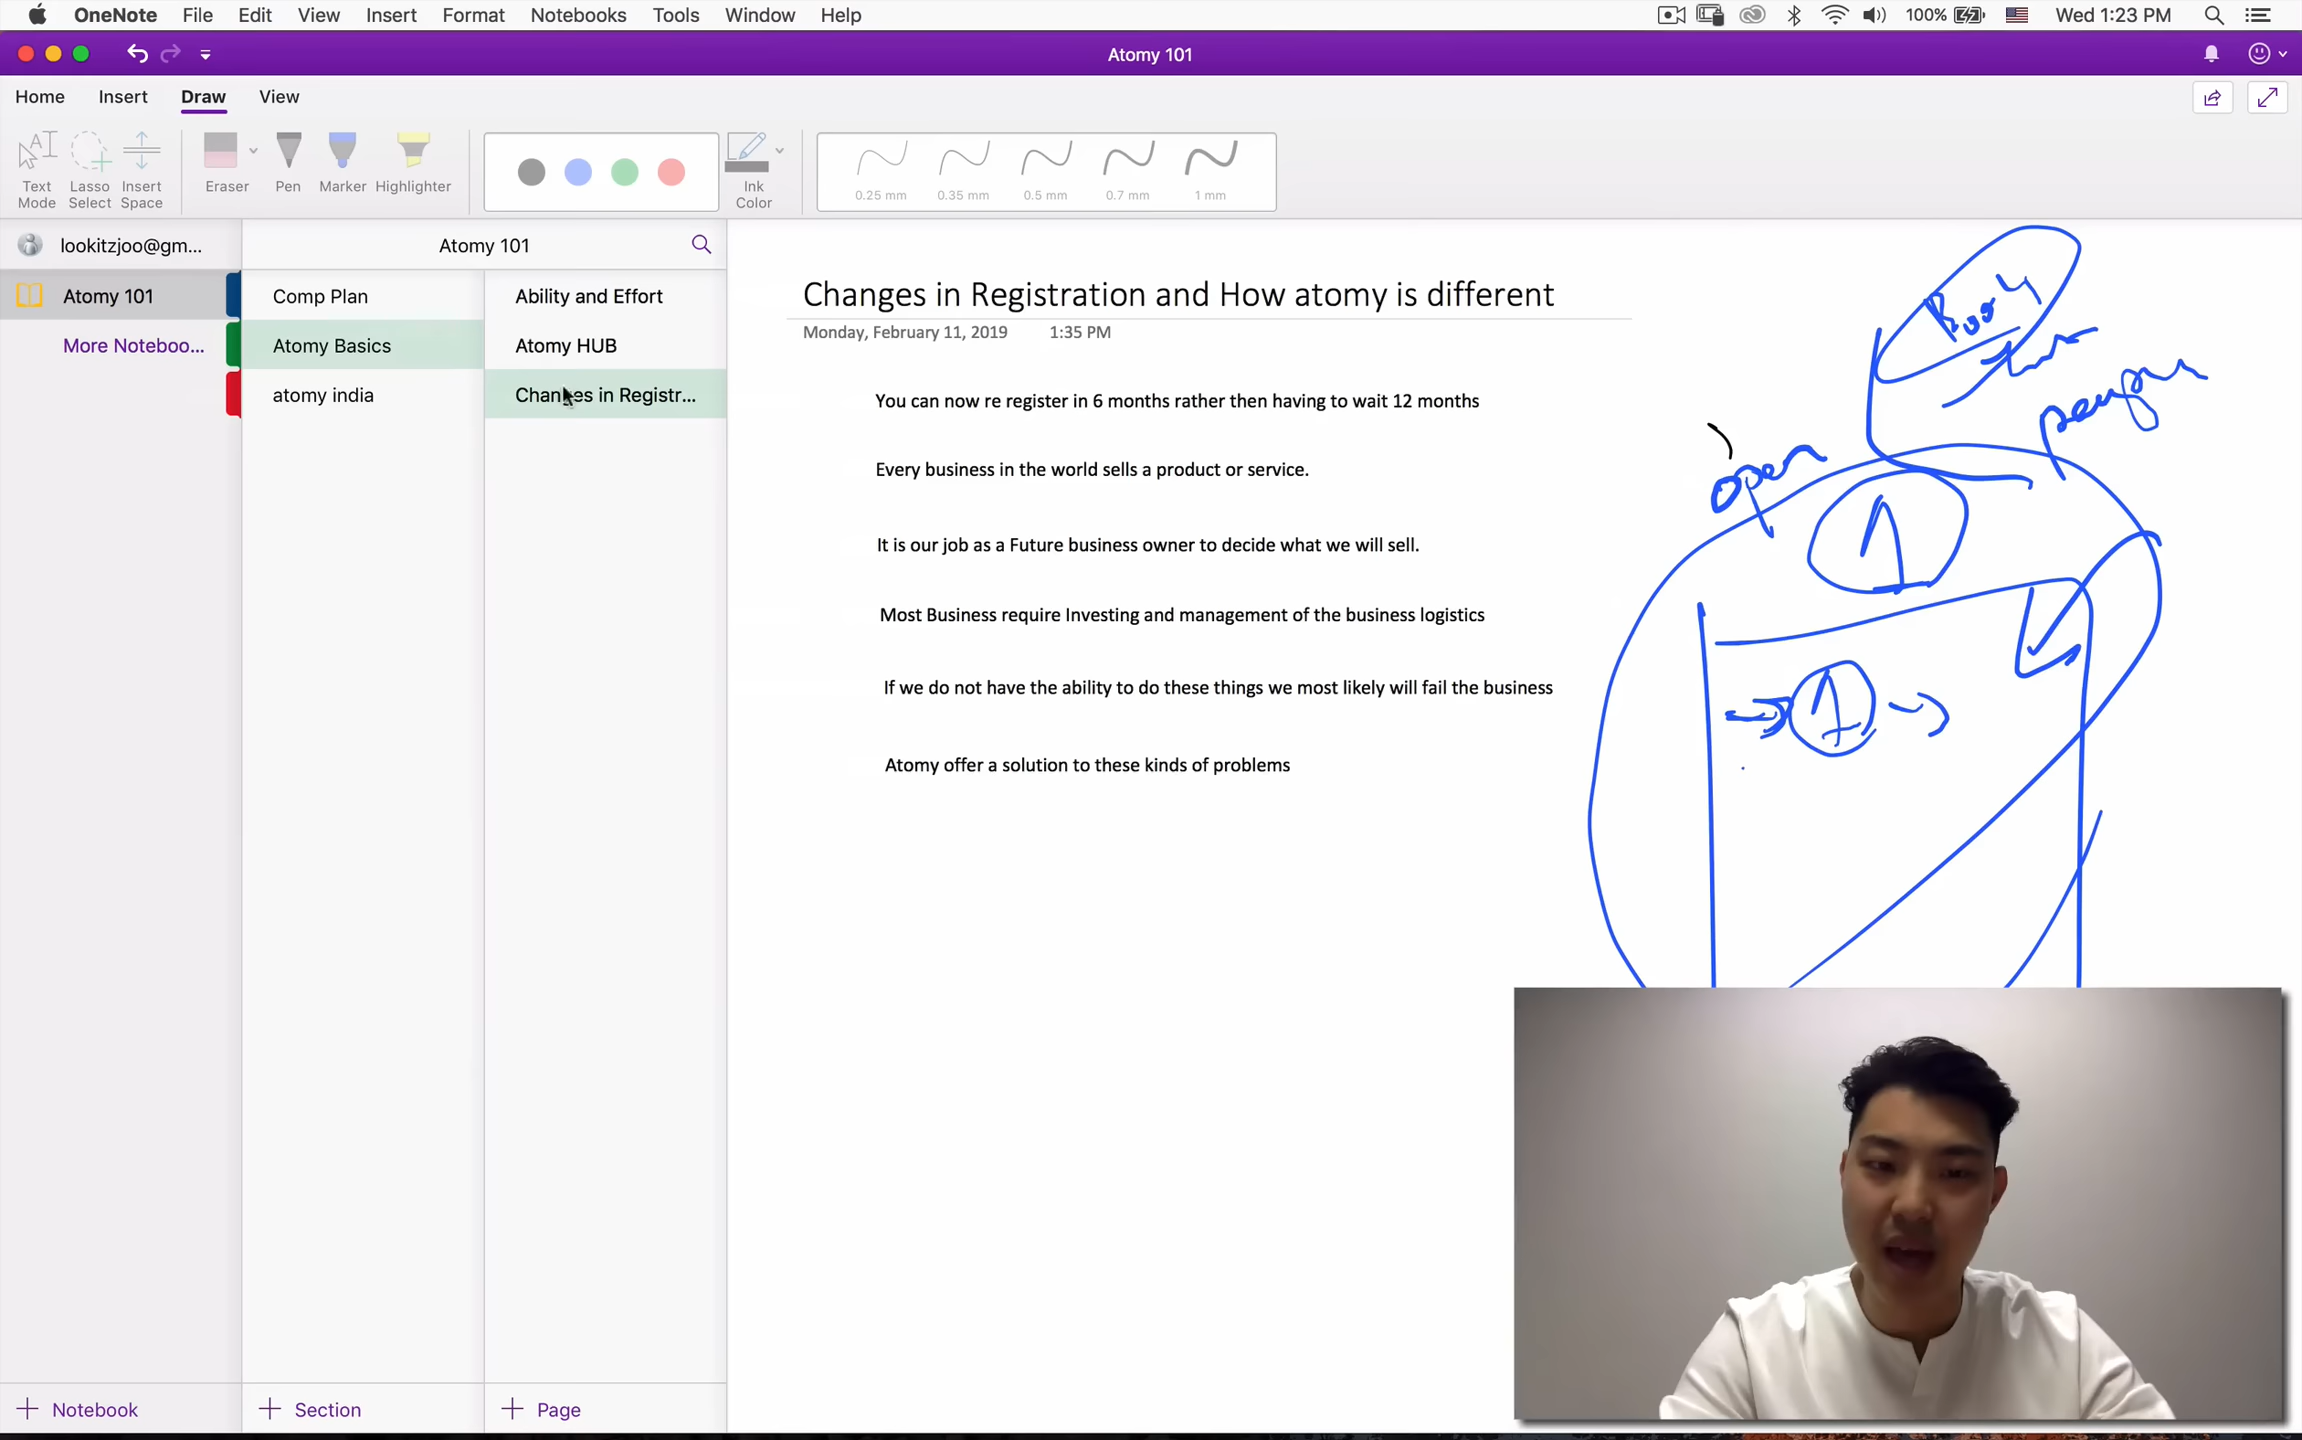 OneNote File Edit View Insert Format Notebooks Tools Window Help 100% Wed 1:23 PM
Atomy 101
Home Insert Draw View
Text Mode Lasso Select Insert Space Eraser Pen Marker Highlighter Ink Color 0.25 mm 0.35 mm 0.5 mm 0.7 mm 1 mm
lookitzjoo@gm...
Atomy 101
Atomy 101
More Noteboo...
Comp Plan
Atomy Basics
atomy india
Ability and Effort
Atomy HUB
Changes in Registr...
Changes in Registration and How atomy is different
Monday, February 11, 2019 1:35 PM
You can now re register in 6 months rather then having to wait 12 months
Every business in the world sells a product or service.
It is our job as a Future business owner to decide what we will sell.
Most Business require Investing and management of the business logistics
If we do not have the ability to do these things we most likely will fail the business
Atomy offer a solution to these kinds of problems
open
1
1
+ Notebook
+ Section
+ Page